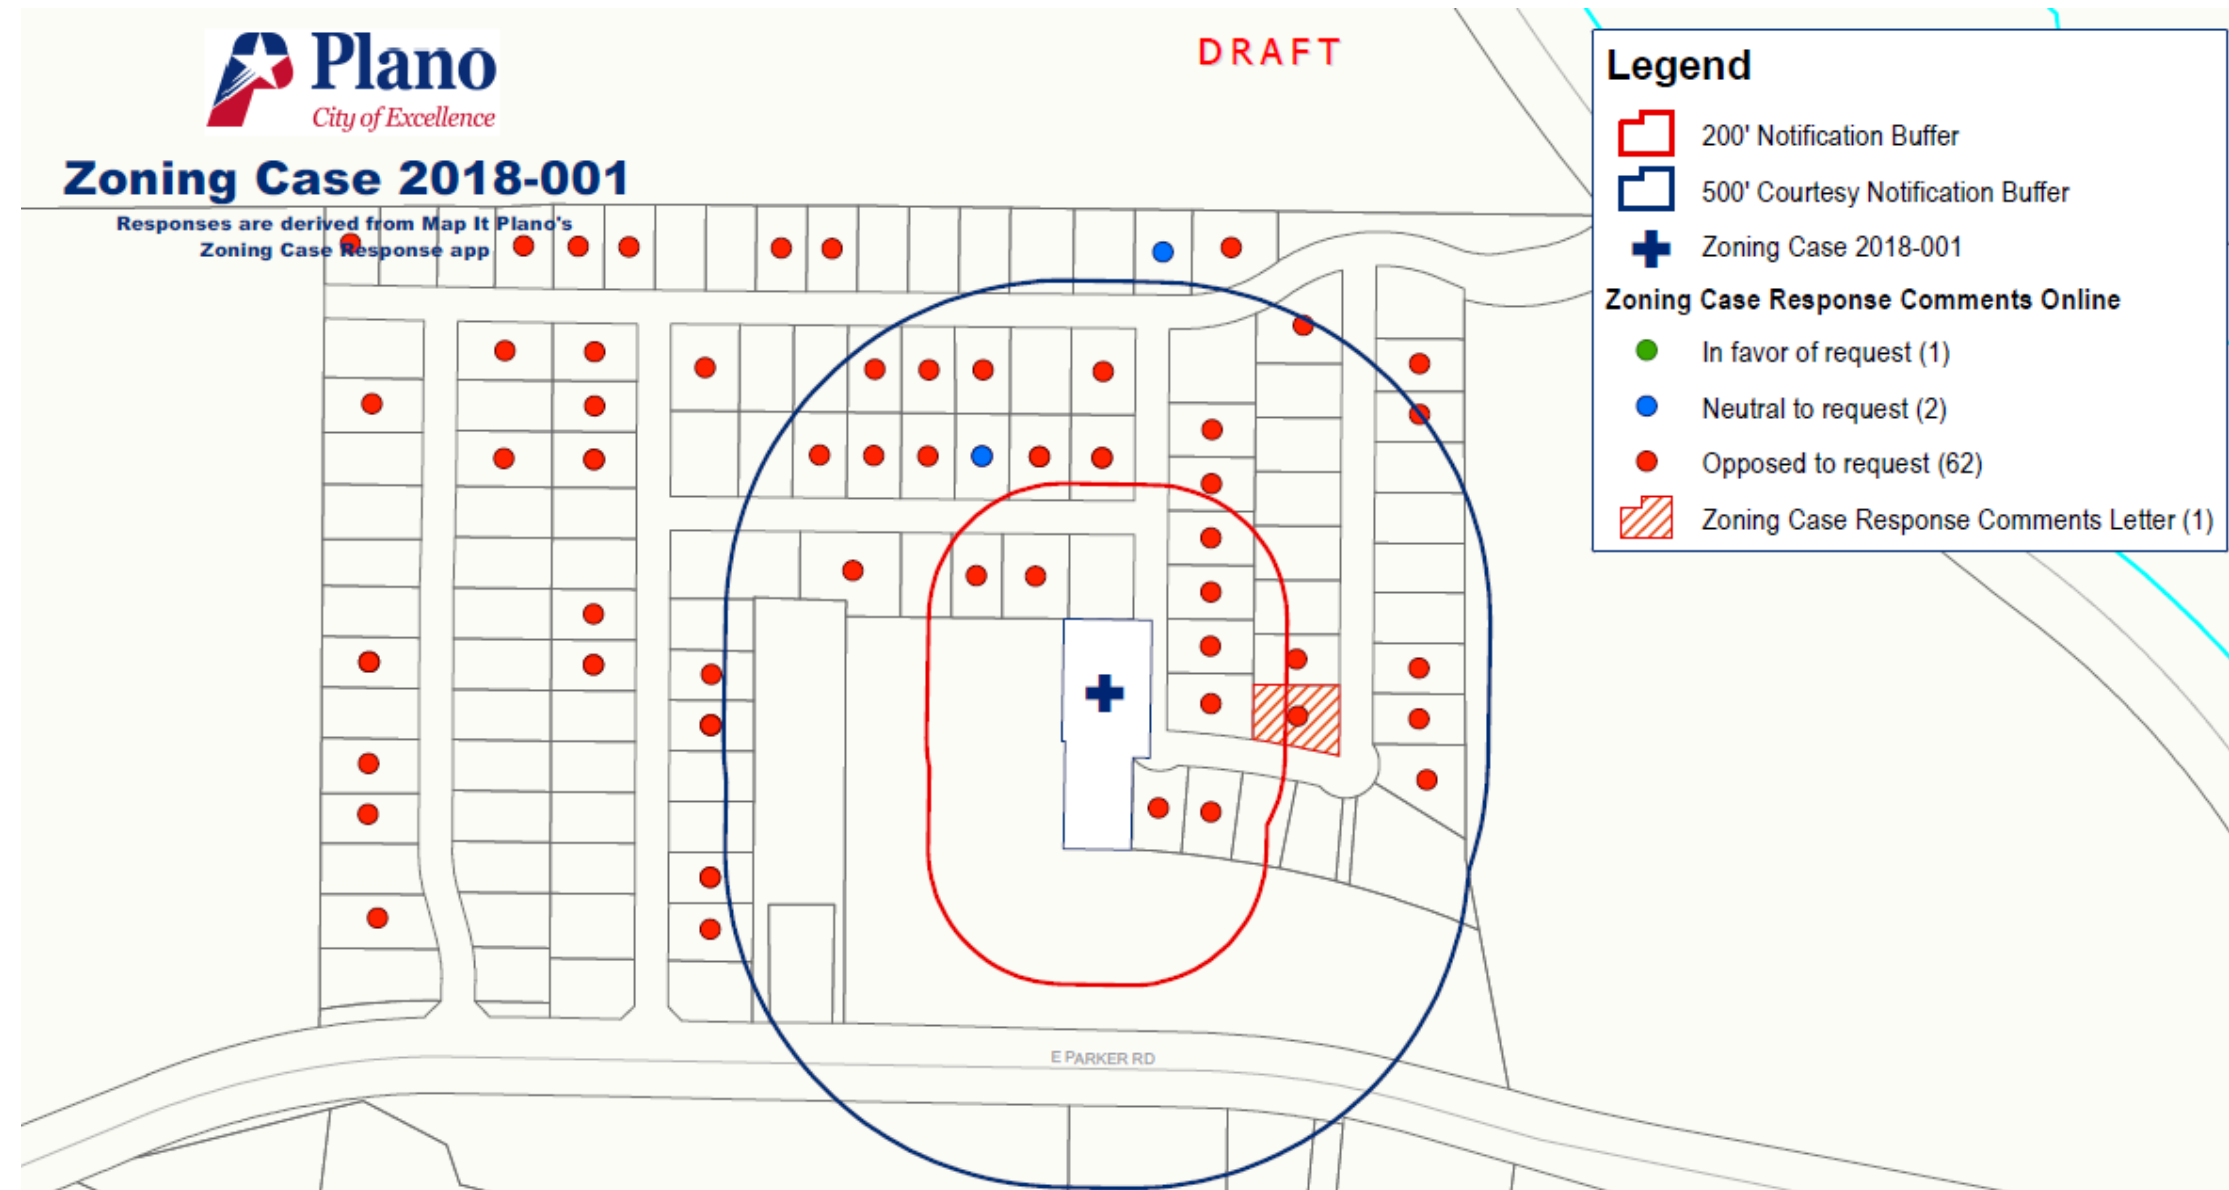 Plano
City of Excellence
DRAFT
Zoning Case 2018-001
Responses are derived from Map It Plano's
Zoning Case Response app
Legend
200' Notification Buffer
500' Courtesy Notification Buffer
Zoning Case 2018-001
Zoning Case Response Comments Online
In favor of request (1)
Neutral to request (2)
Opposed to request (62)
Zoning Case Response Comments Letter (1)
E PARKER RD